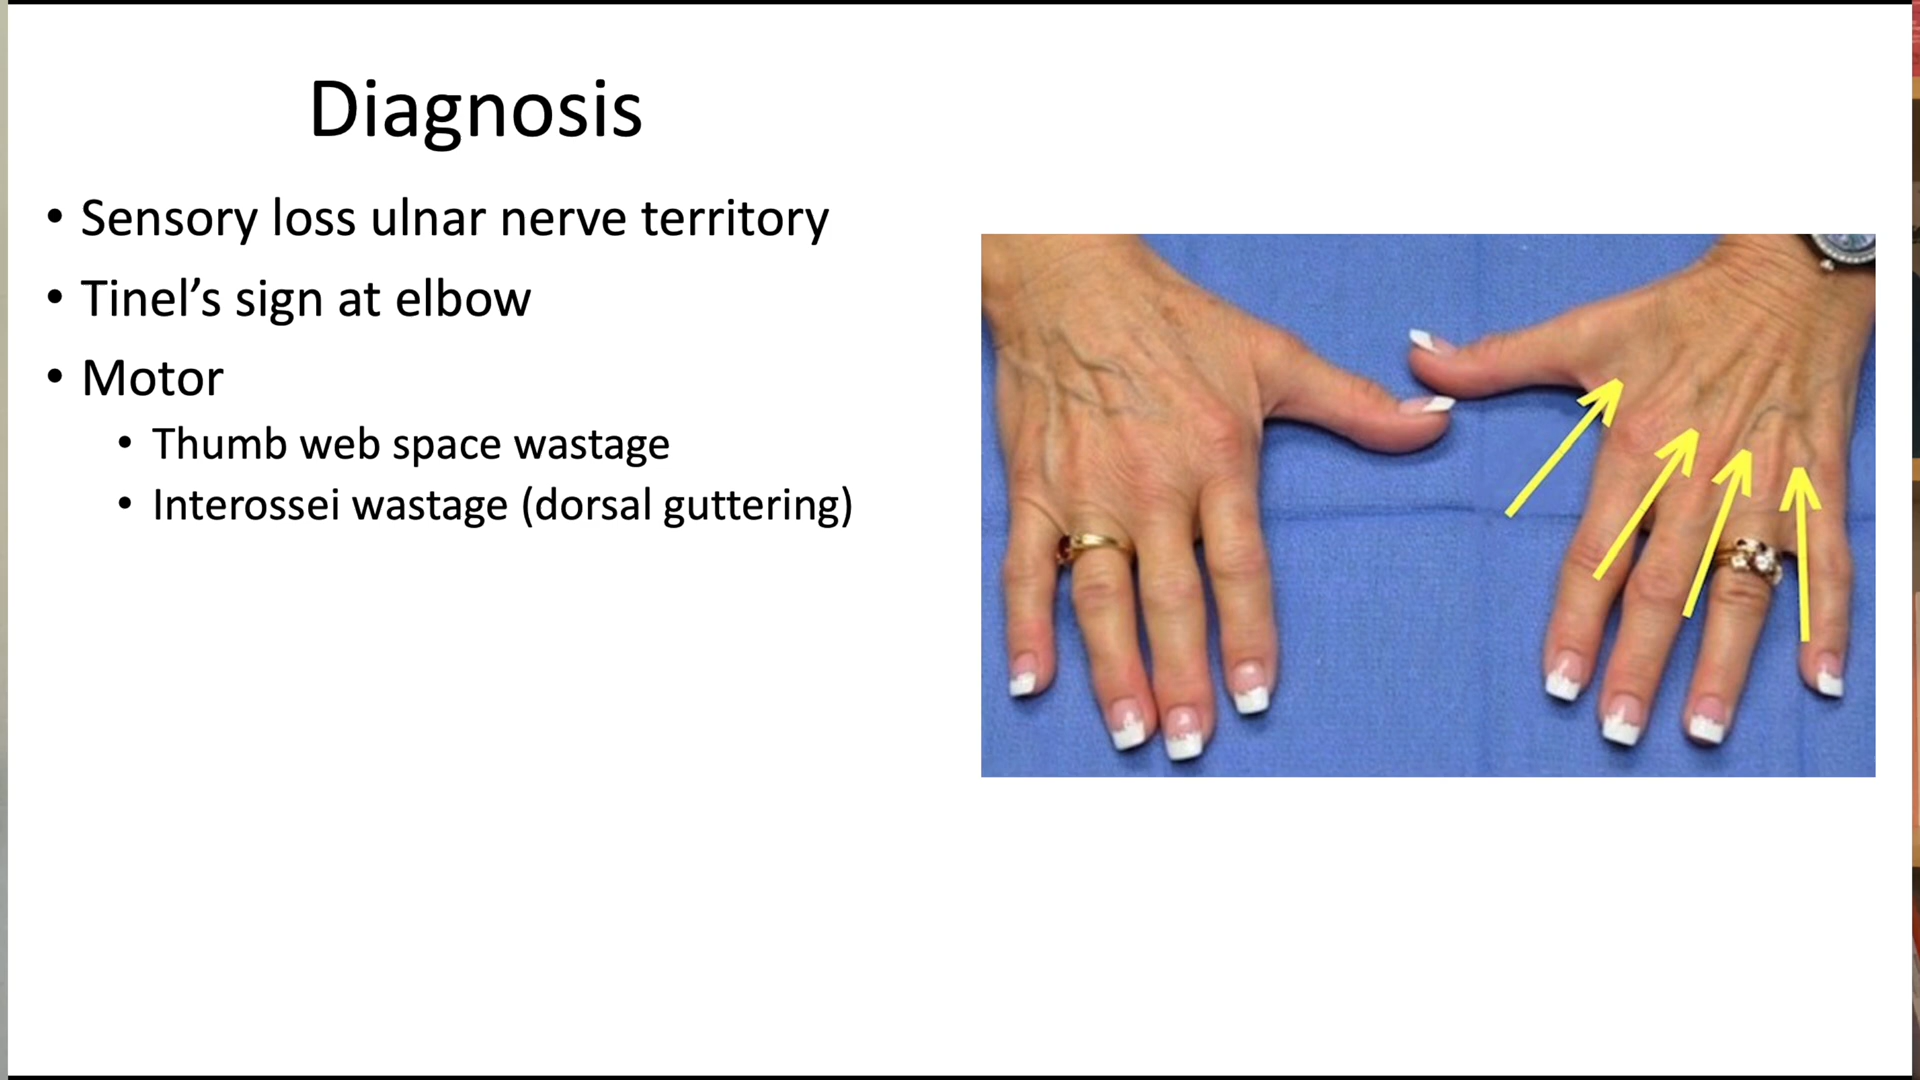 Diagnosis
• Sensory loss ulnar nerve territory
• Tinel’s sign at elbow
• Motor
• Thumb web space wastage
• Interossei wastage (dorsal guttering)